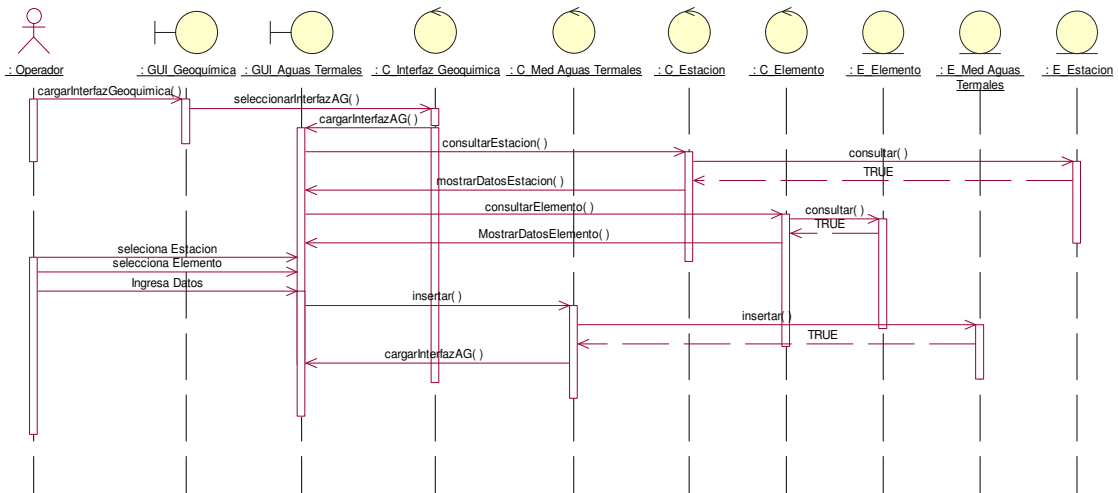 : Operador
: GUI_Geoquímica
: GUI_Aguas Termales
: C_Interfaz Geoquimica
: C_Med Aguas Termales
: C_Estacion
: C_Elemento
: E_Elemento
: E_Med Aguas
Termales
: E_Estacion
cargarInterfazGeoquimica( )
seleccionarInterfazAG( )
cargarInterfazAG( )
consultarEstacion( )
consultar( )
TRUE
mostrarDatosEstacion( )
consultarElemento( )
consultar( )
TRUE
MostrarDatosElemento( )
seleciona Estacion
selecciona Elemento
Ingresa Datos
insertar( )
insertar( )
TRUE
cargarInterfazAG( )